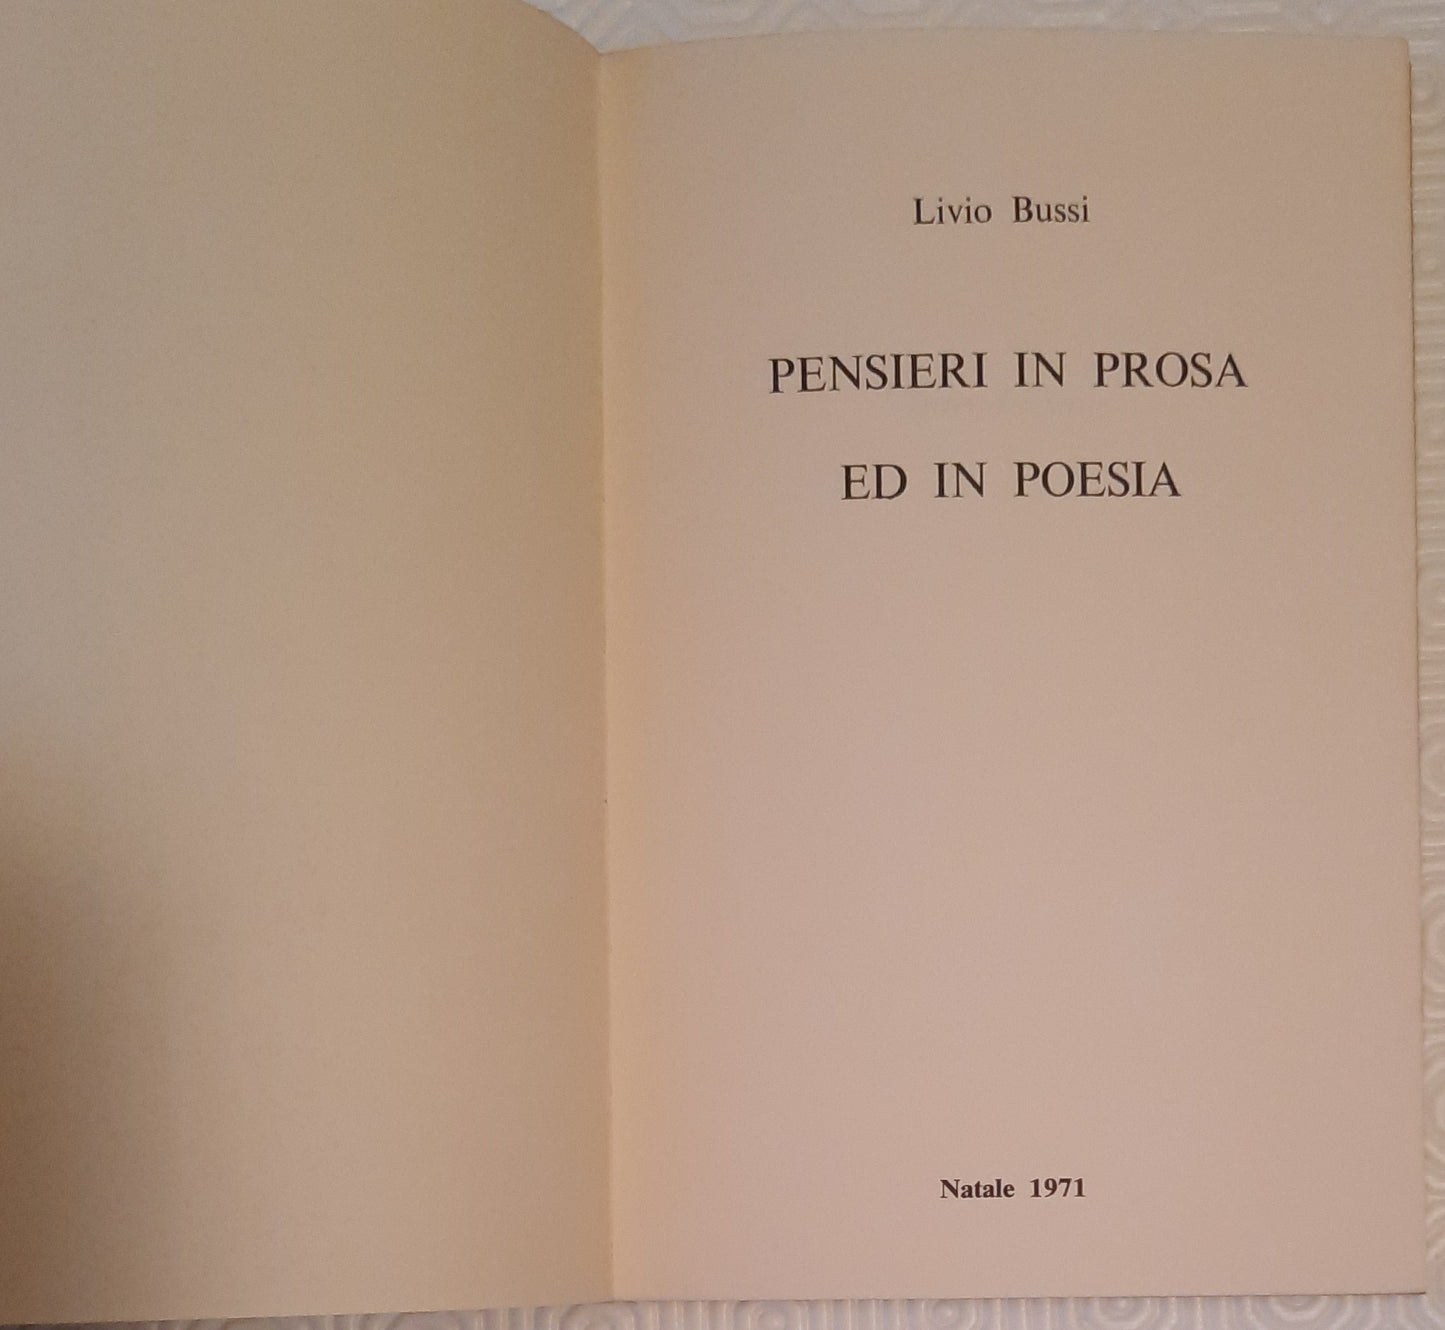 Livio Bussi
PENSIERI IN PROSA
ED IN POESIA
Natale 1971